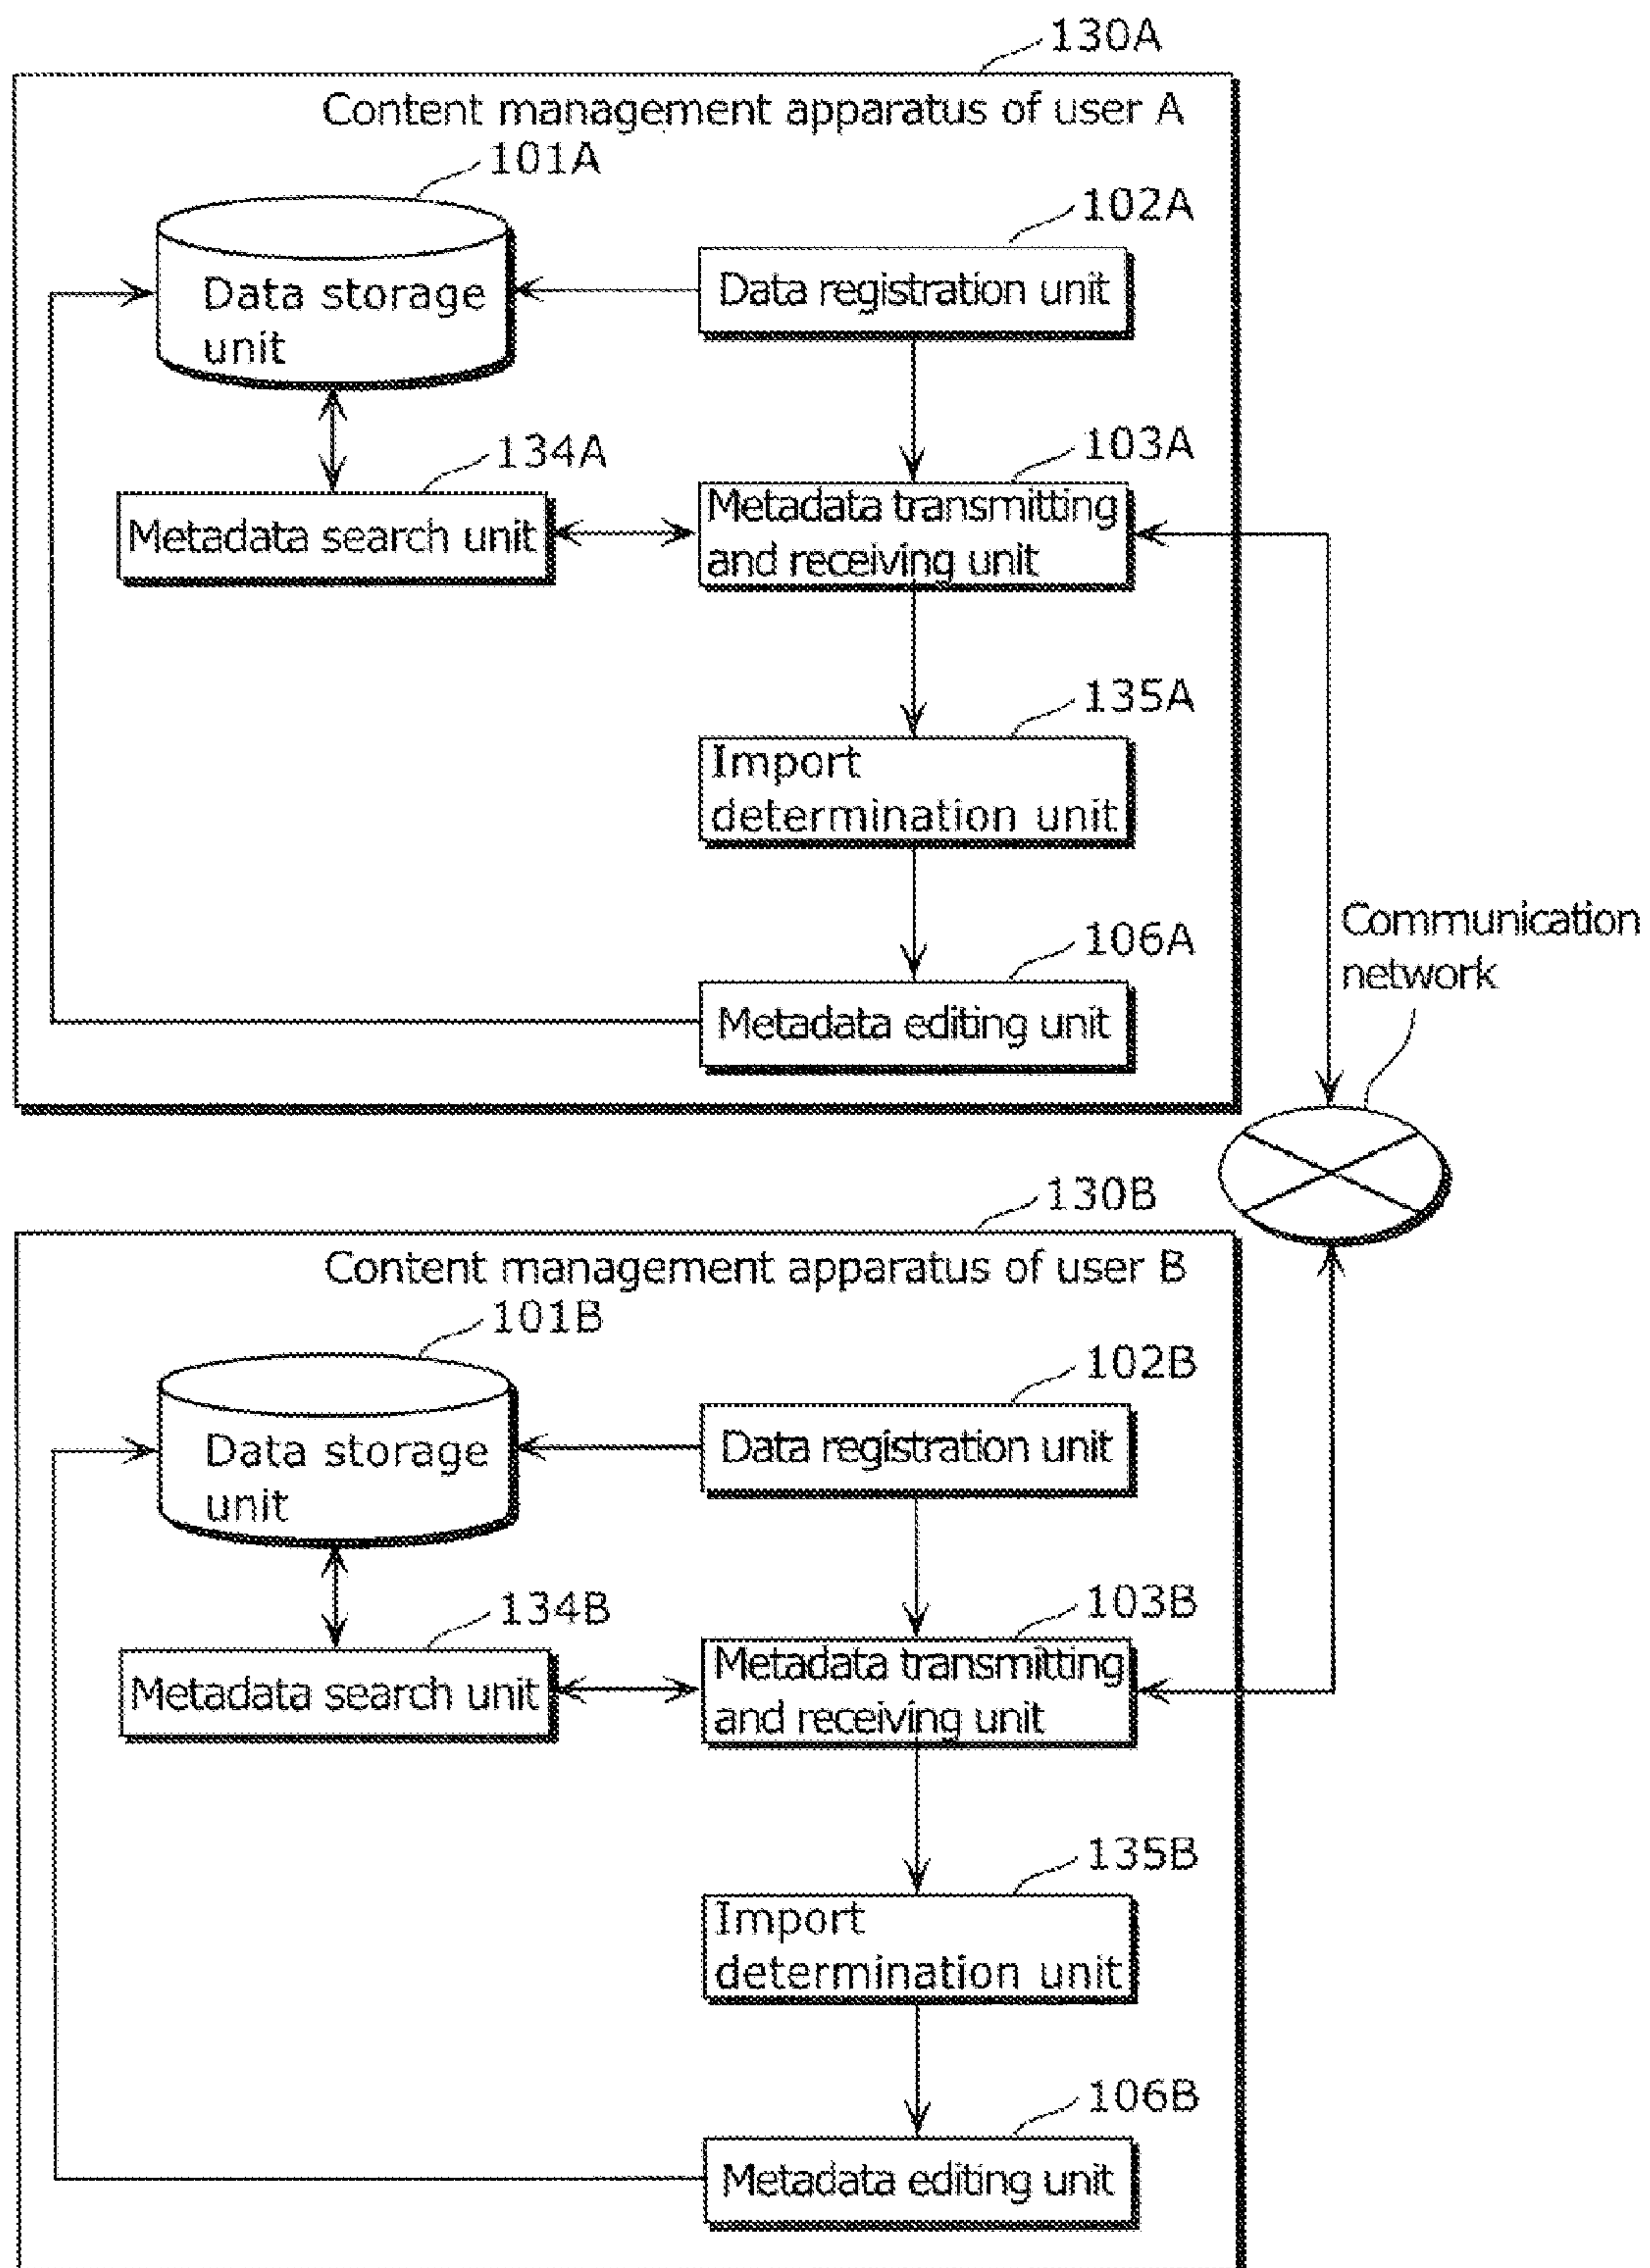 130A
Content management apparatus of user A
101A
102A
Data storage
unit
Data registration unit
134A
103A
Metadata search unit
Metadata transmitting
and receiving unit
135A
Import
determination unit
106A
Metadata editing unit
Communication
network
130B
Content management apparatus of user B
101B
102B
Data storage
unit
Data registration unit
134B
103B
Metadata search unit
Metadata transmitting
and receiving unit
135B
Import
determination unit
106B
Metadata editing unit